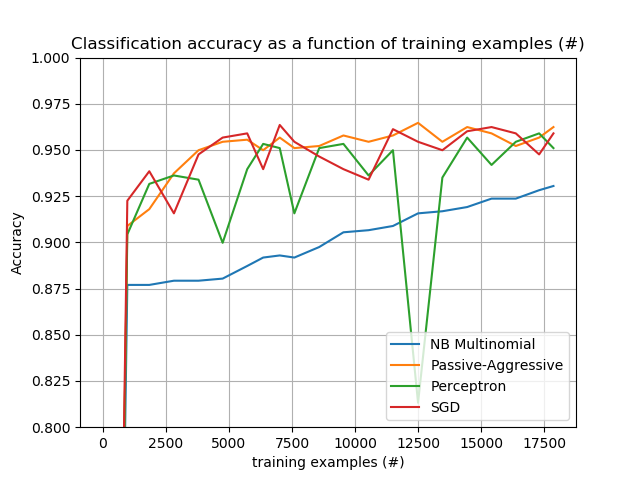 Classification accuracy as a function of training examples (#)
1.000
0.975
0.950
0.925
0.900
0.875
0.850
0.825
0.800
Accuracy
NB Multinomial
Passive-Aggressive
Perceptron
SGD
0 2500 5000 7500 10000 12500 15000 17500
training examples (#)